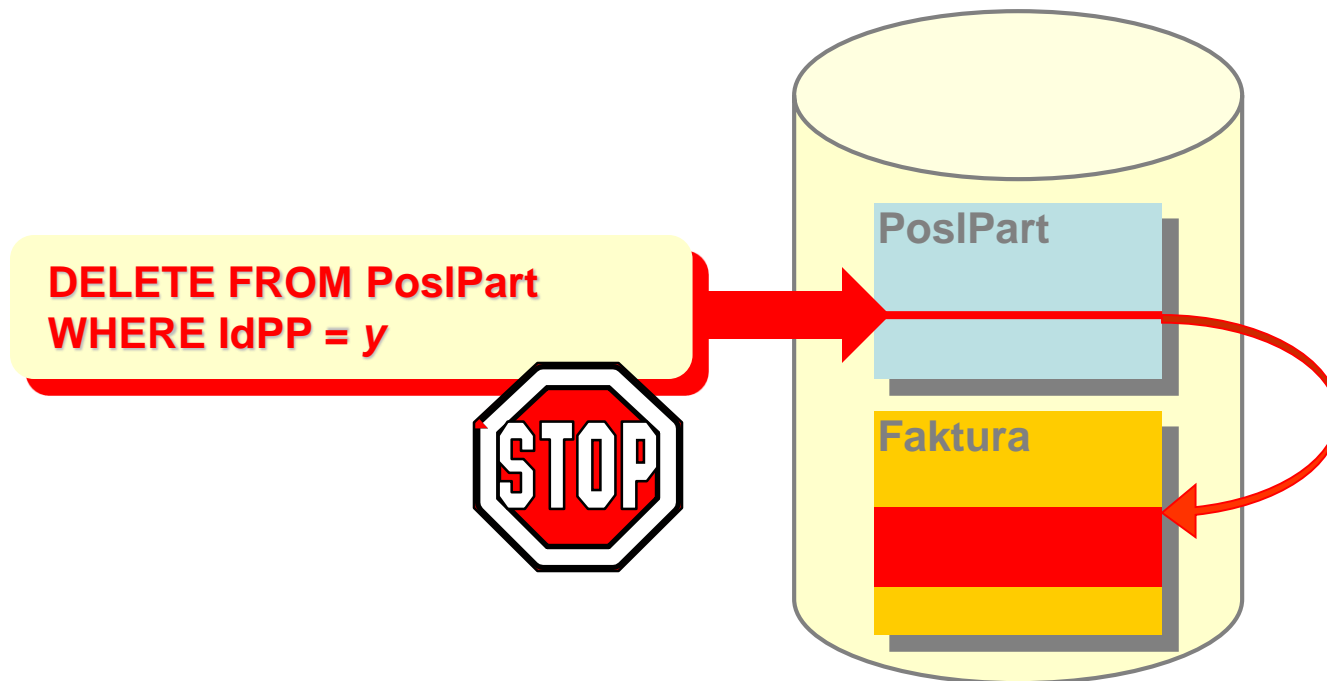 DELETE FROM PoslPart
WHERE IdPP = y
STOP
PoslPart
Faktura